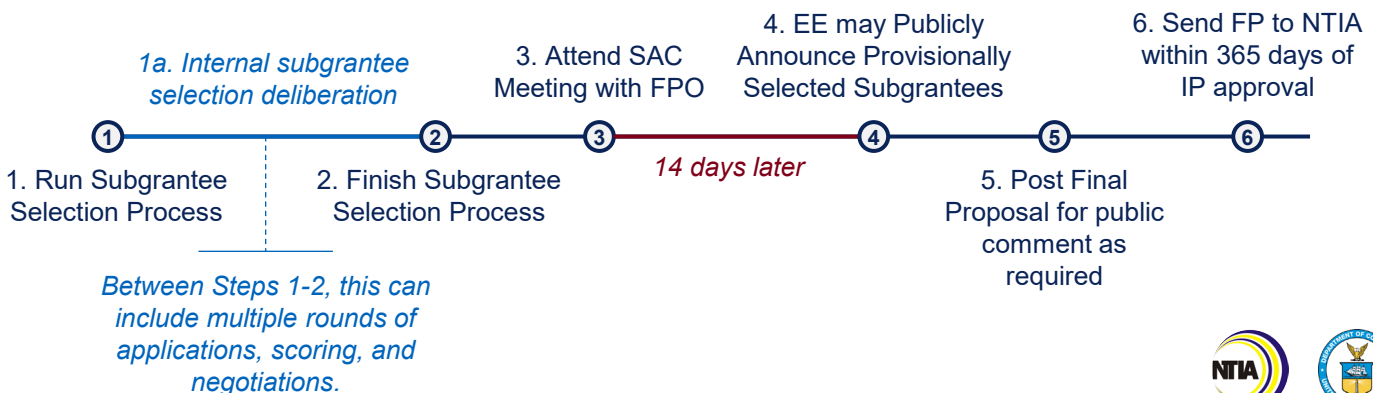 1a. Internal subgrantee
selection deliberation
3. Attend SAC
Meeting with FPO
4. EE may Publicly
Announce Provisionally
Selected Subgrantees
6. Send FP to NTIA
within 365 days of
IP approval
1
2
3
4
5
6
14 days later
1. Run Subgrantee
Selection Process
2. Finish Subgrantee
Selection Process
5. Post Final
Proposal for public
comment as
required
Between Steps 1-2, this can
include multiple rounds of
applications, scoring, and
negotiations.
NTIA
DEPARTMENT OF